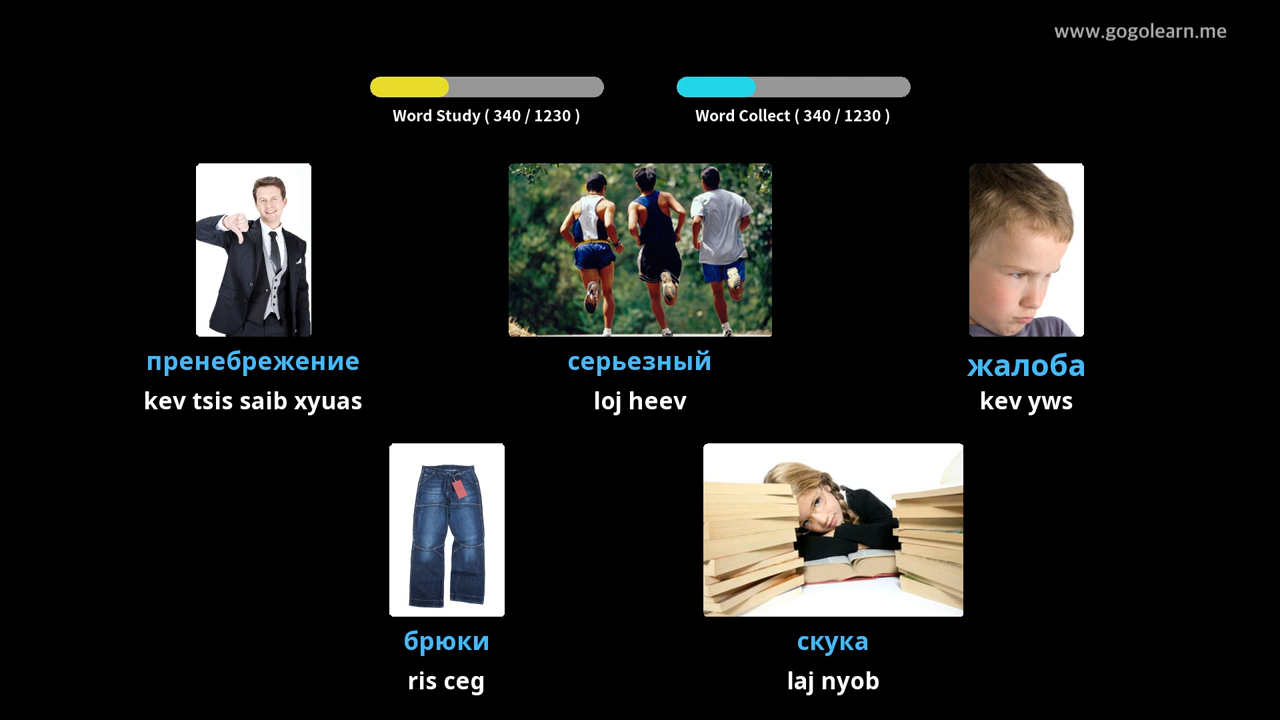 www.gogolearn.me
Word Study ( 340 / 1230 )
Word Collect ( 340 / 1230 )
пренебрежение
kev tsis saib xyuas
серьезный
loj heev
жалоба
kev yws
брюки
ris ceg
скука
laj nyob